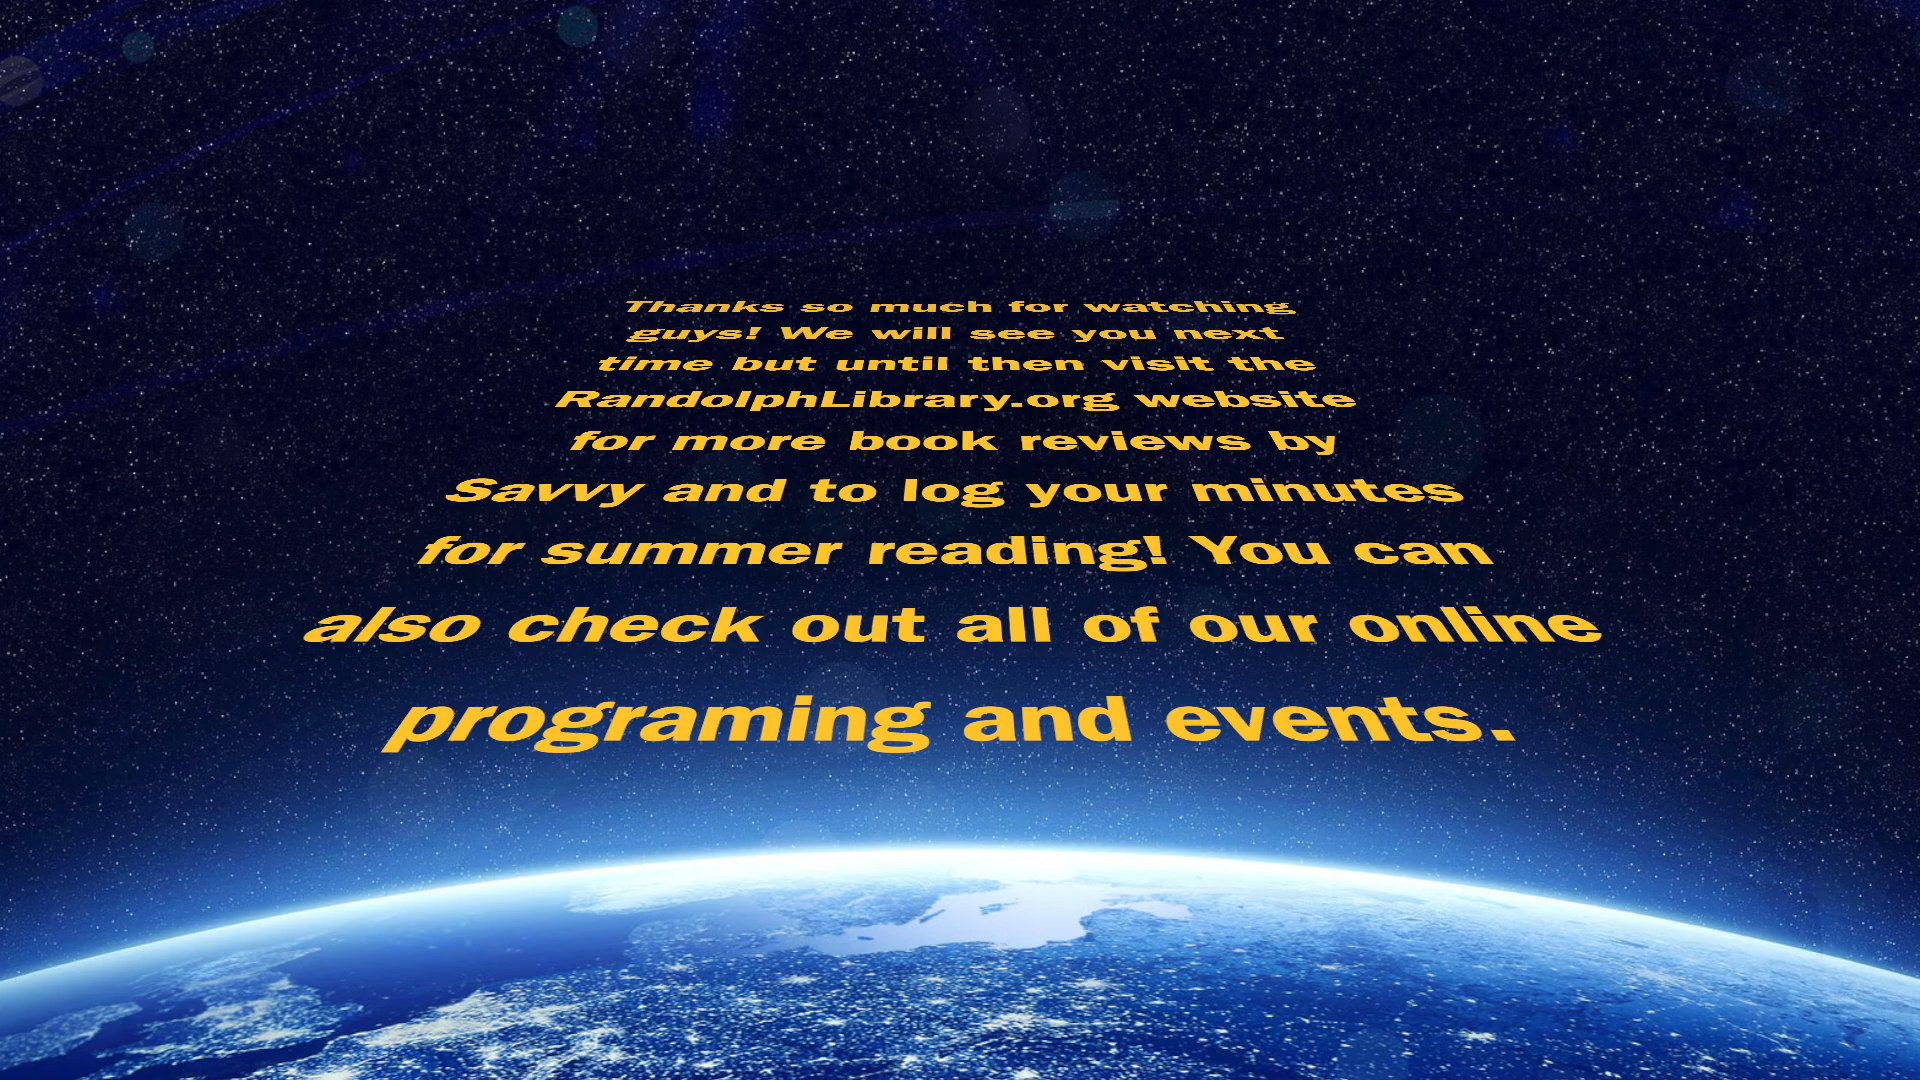 Thanks so much for watching
guys! We will see you next
time but until then visit the
RandolphLibrary.org website
for more book reviews by
Savvy and to log your minutes
for summer reading! You can
also check out all of our online
programing and events.